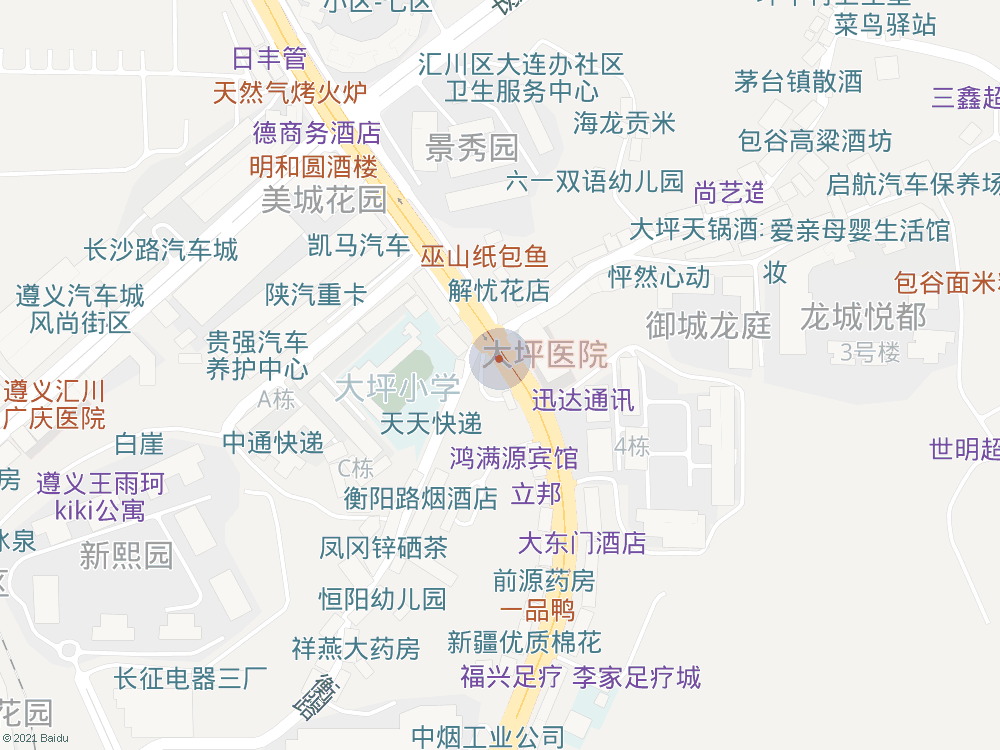 小区-七区
菜鸟驿站
日丰管
汇川区大连办社区
卫生服务中心
茅台镇散酒
天然气烤火炉
三鑫超
德商务酒店
海龙贡米
包谷高粱酒坊
景秀园
明和圆酒楼
六一双语幼儿园
尚艺造
启航汽车保养场
美城花园
大坪天锅酒:
爱亲母婴生活馆
长沙路汽车城
凯马汽车
巫山纸包鱼
怦然心动
妆
包谷面米
解忧花店
遵义汽车城
风尚街区
陕汽重卡
御城龙庭
龙城悦都
贵强汽车
养护中心
大坪医院
3号楼
遵义汇川
广庆医院
A栋
大坪小学
迅达通讯
天天快递
白崖
中通快递
4栋
世明超
鸿满源宾馆
C栋
房
遵义王雨珂
kiki公寓
衡阳路烟酒店
立邦
冰泉
新熙园
凤冈锌硒茶
大东门酒店
区
前源药房
恒阳幼儿园
一品鸭
祥燕大药房
新疆优质棉花
长征电器三厂
福兴足疗
李家足疗城
衡
路
花园
中烟工业公司
© 2021 Baidu